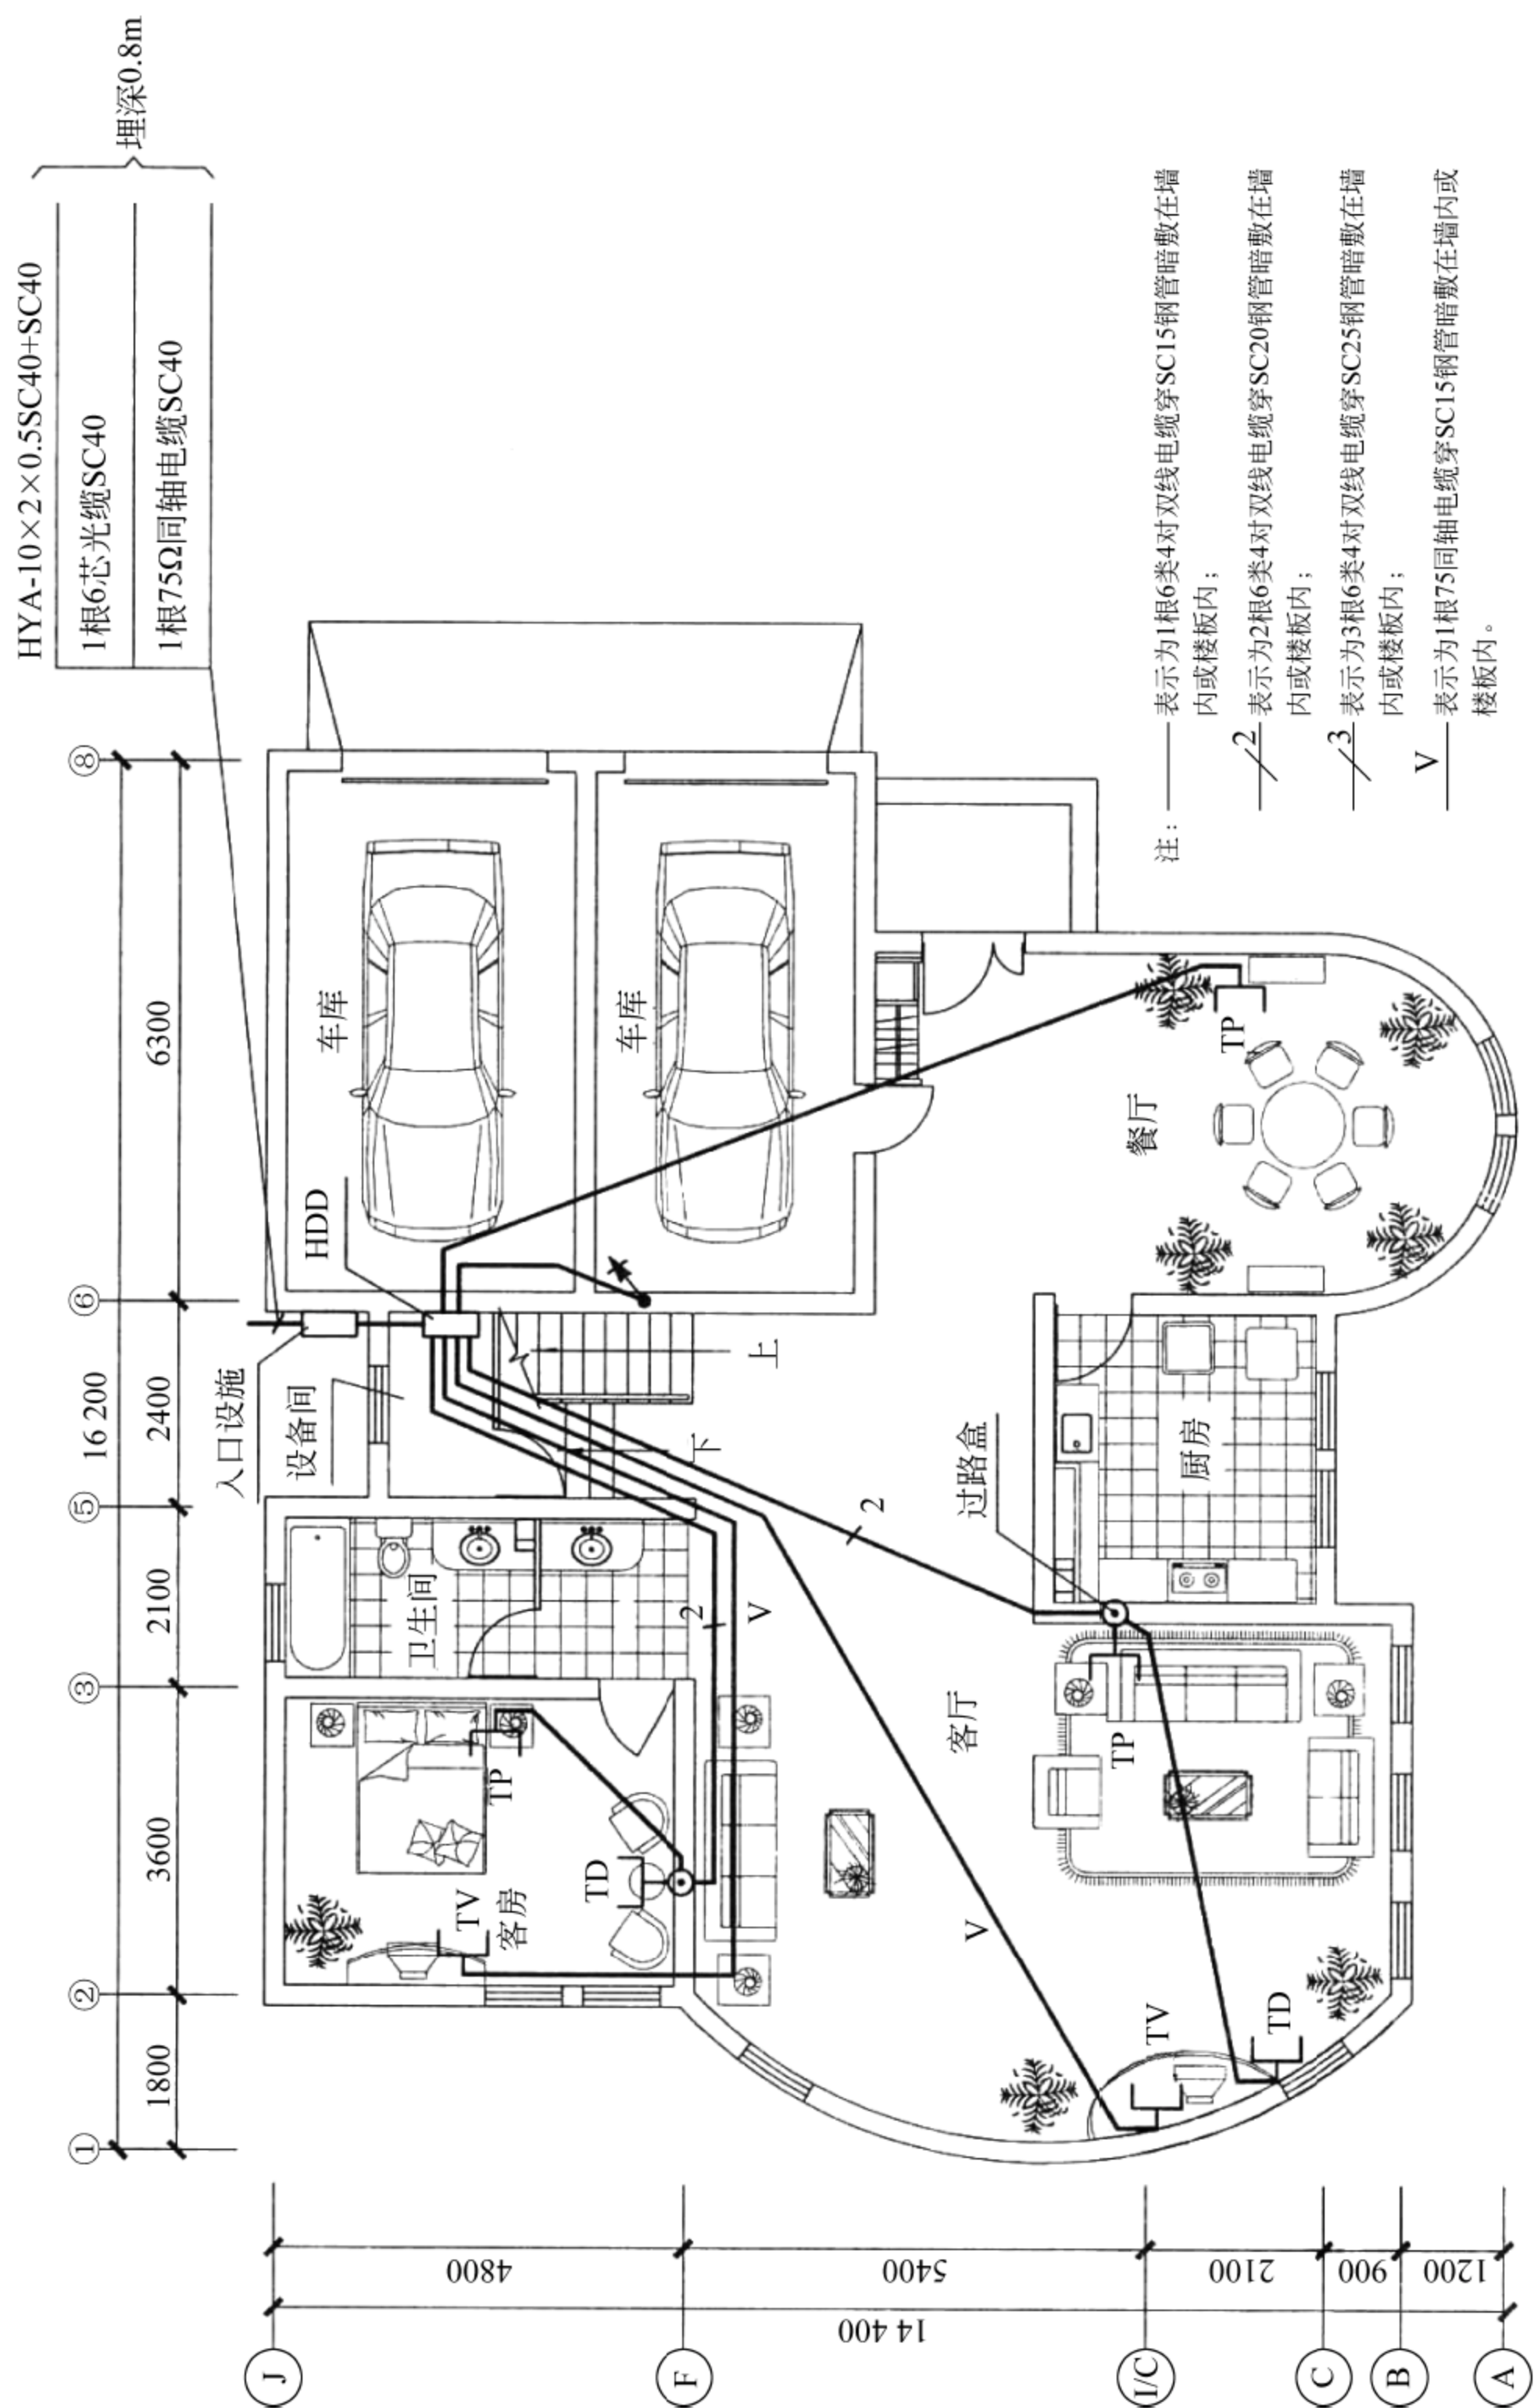 HYA-10×2×0.5SC40+SC40
1根6芯光缆SC40
1根75Ω同轴电缆SC40
埋深0.8m
①
②
③
⑤
⑥
⑧
16 200
1800
3600
2100
2400
6300
入口设施
设备间
HDD
车库
车库
卫生间
客房
TV
TP
TD
2
V
上
下
2
V
客厅
过路盒
TP
TV
TD
厨房
餐厅
TP
J
F
I/C
C
B
A
4800
5400
2100
900
1200
14 400
注：
表示为1根6类4对双线电缆穿SC15钢管暗敷在墙
内或楼板内；
2
表示为2根6类4对双线电缆穿SC20钢管暗敷在墙
内或楼板内；
3
表示为3根6类4对双线电缆穿SC25钢管暗敷在墙
内或楼板内；
V
表示为1根75同轴电缆穿SC15钢管暗敷在墙内或
楼板内。